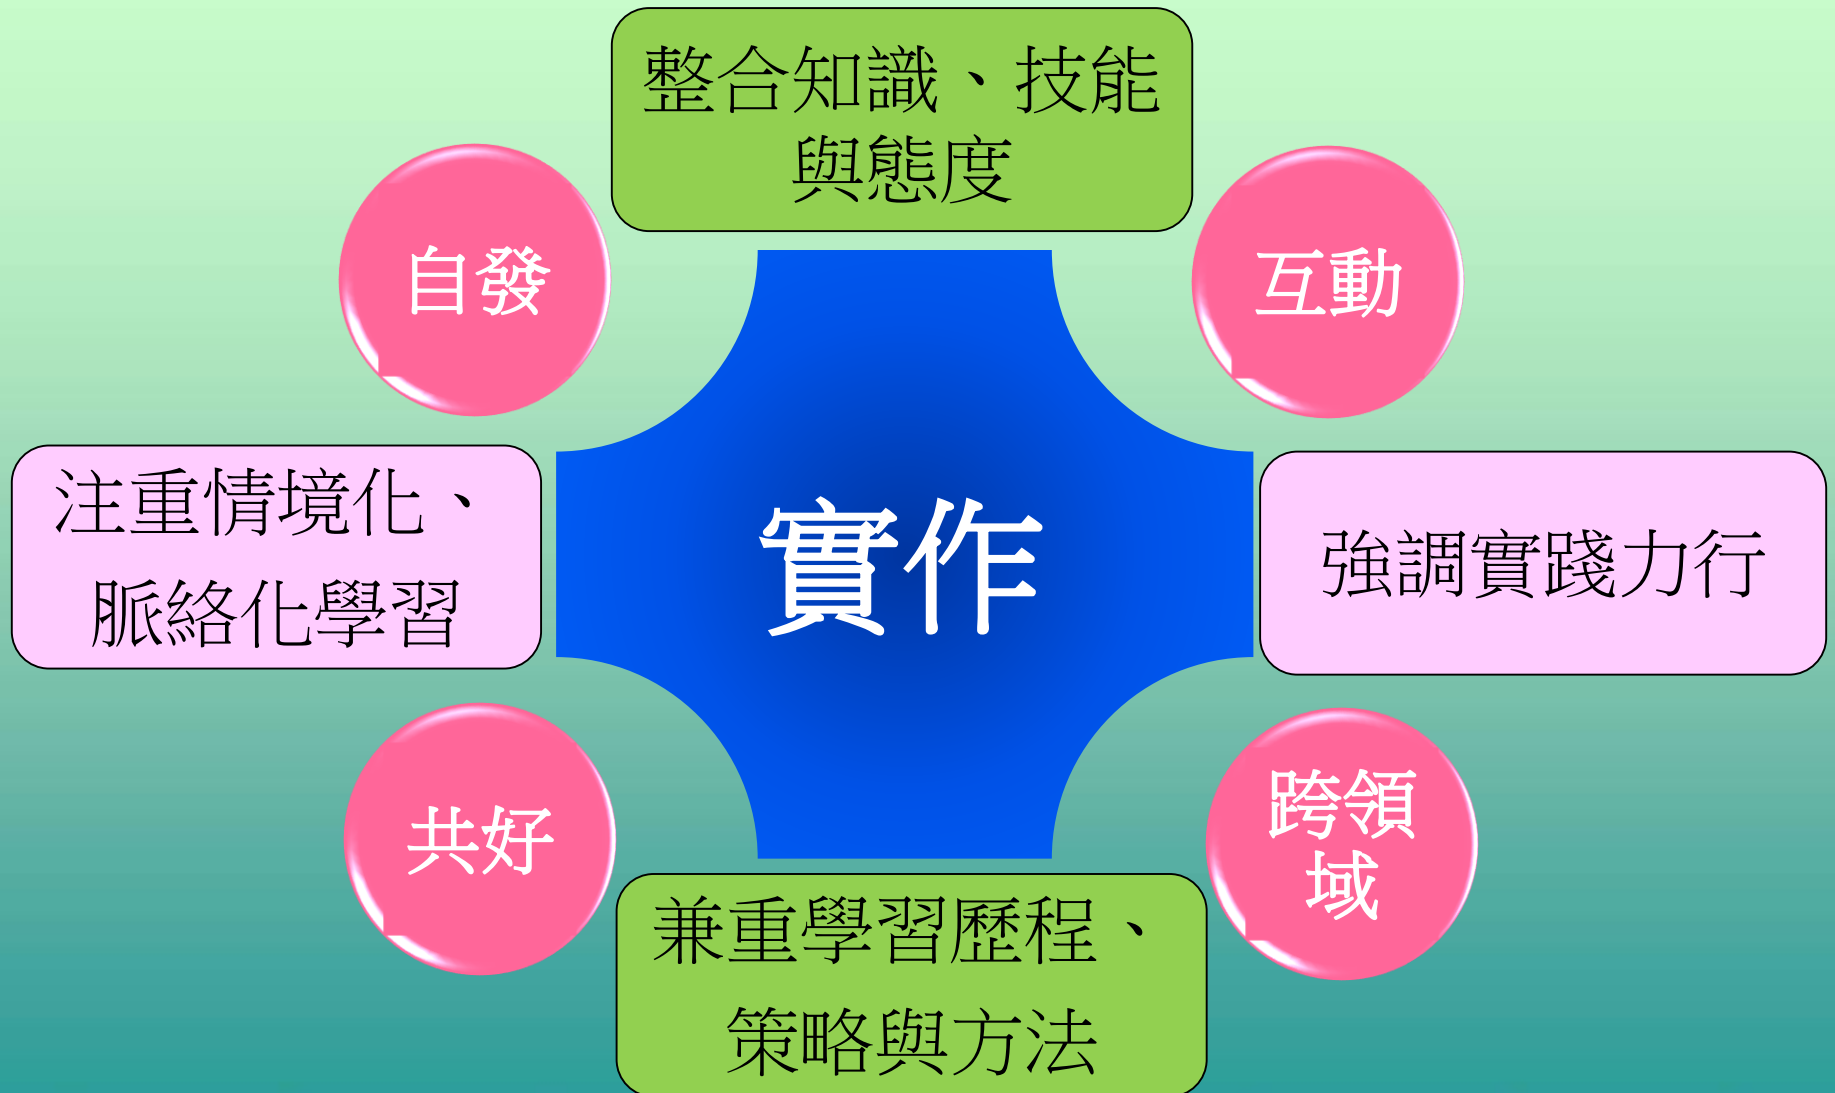 整合知識、技能
與態度
自發
互動
注重情境化、
脈絡化學習
實作
強調實踐力行
共好
跨領
域
兼重學習歷程、
策略與方法